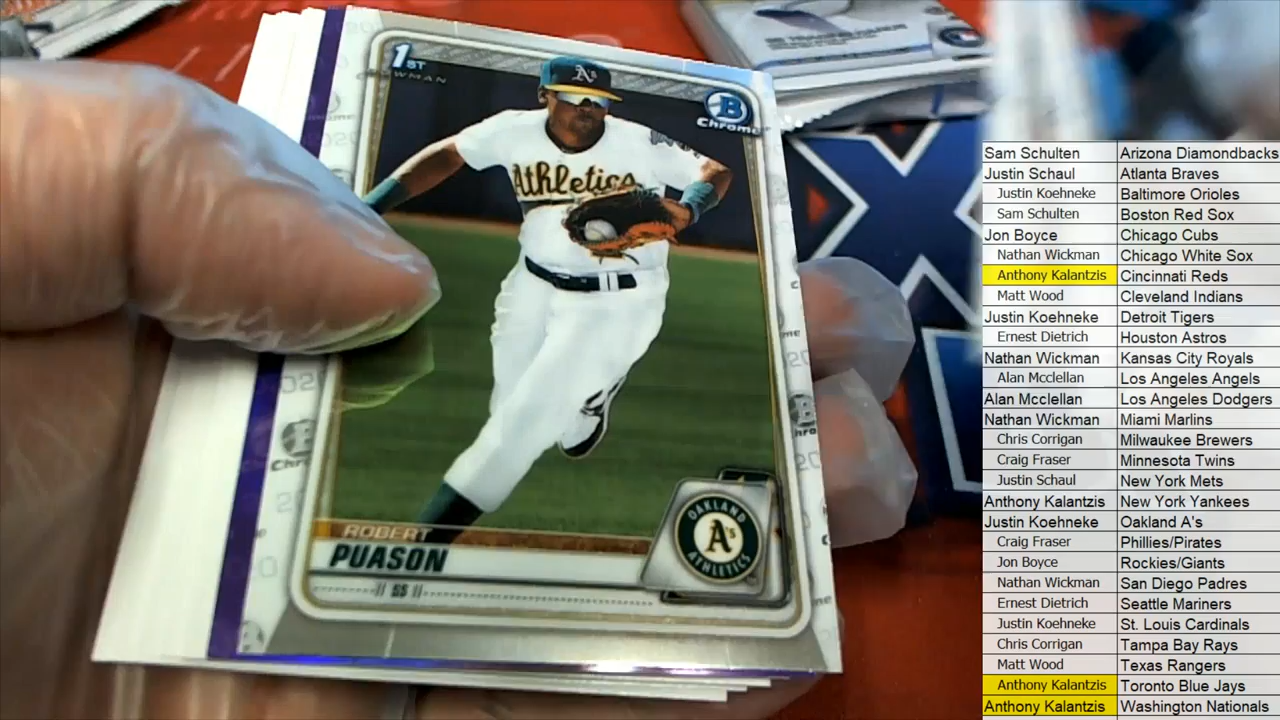 1ST
BOWMAN
B
Chrome
A's
Athletics
ROBERT
PUASON
SS
OAKLAND
A's
ATHLETICS
Sam Schulten Arizona Diamondbacks
Justin Schaul Atlanta Braves
Justin Koehneke Baltimore Orioles
Sam Schulten Boston Red Sox
Jon Boyce Chicago Cubs
Nathan Wickman Chicago White Sox
Anthony Kalantzis Cincinnati Reds
Matt Wood Cleveland Indians
Justin Koehneke Detroit Tigers
Ernest Dietrich Houston Astros
Nathan Wickman Kansas City Royals
Alan Mcclellan Los Angeles Angels
Alan Mcclellan Los Angeles Dodgers
Nathan Wickman Miami Marlins
Chris Corrigan Milwaukee Brewers
Craig Fraser Minnesota Twins
Justin Schaul New York Mets
Anthony Kalantzis New York Yankees
Justin Koehneke Oakland A's
Craig Fraser Phillies/Pirates
Jon Boyce Rockies/Giants
Nathan Wickman San Diego Padres
Ernest Dietrich Seattle Mariners
Justin Koehneke St. Louis Cardinals
Chris Corrigan Tampa Bay Rays
Matt Wood Texas Rangers
Anthony Kalantzis Toronto Blue Jays
Anthony Kalantzis Washington Nationals